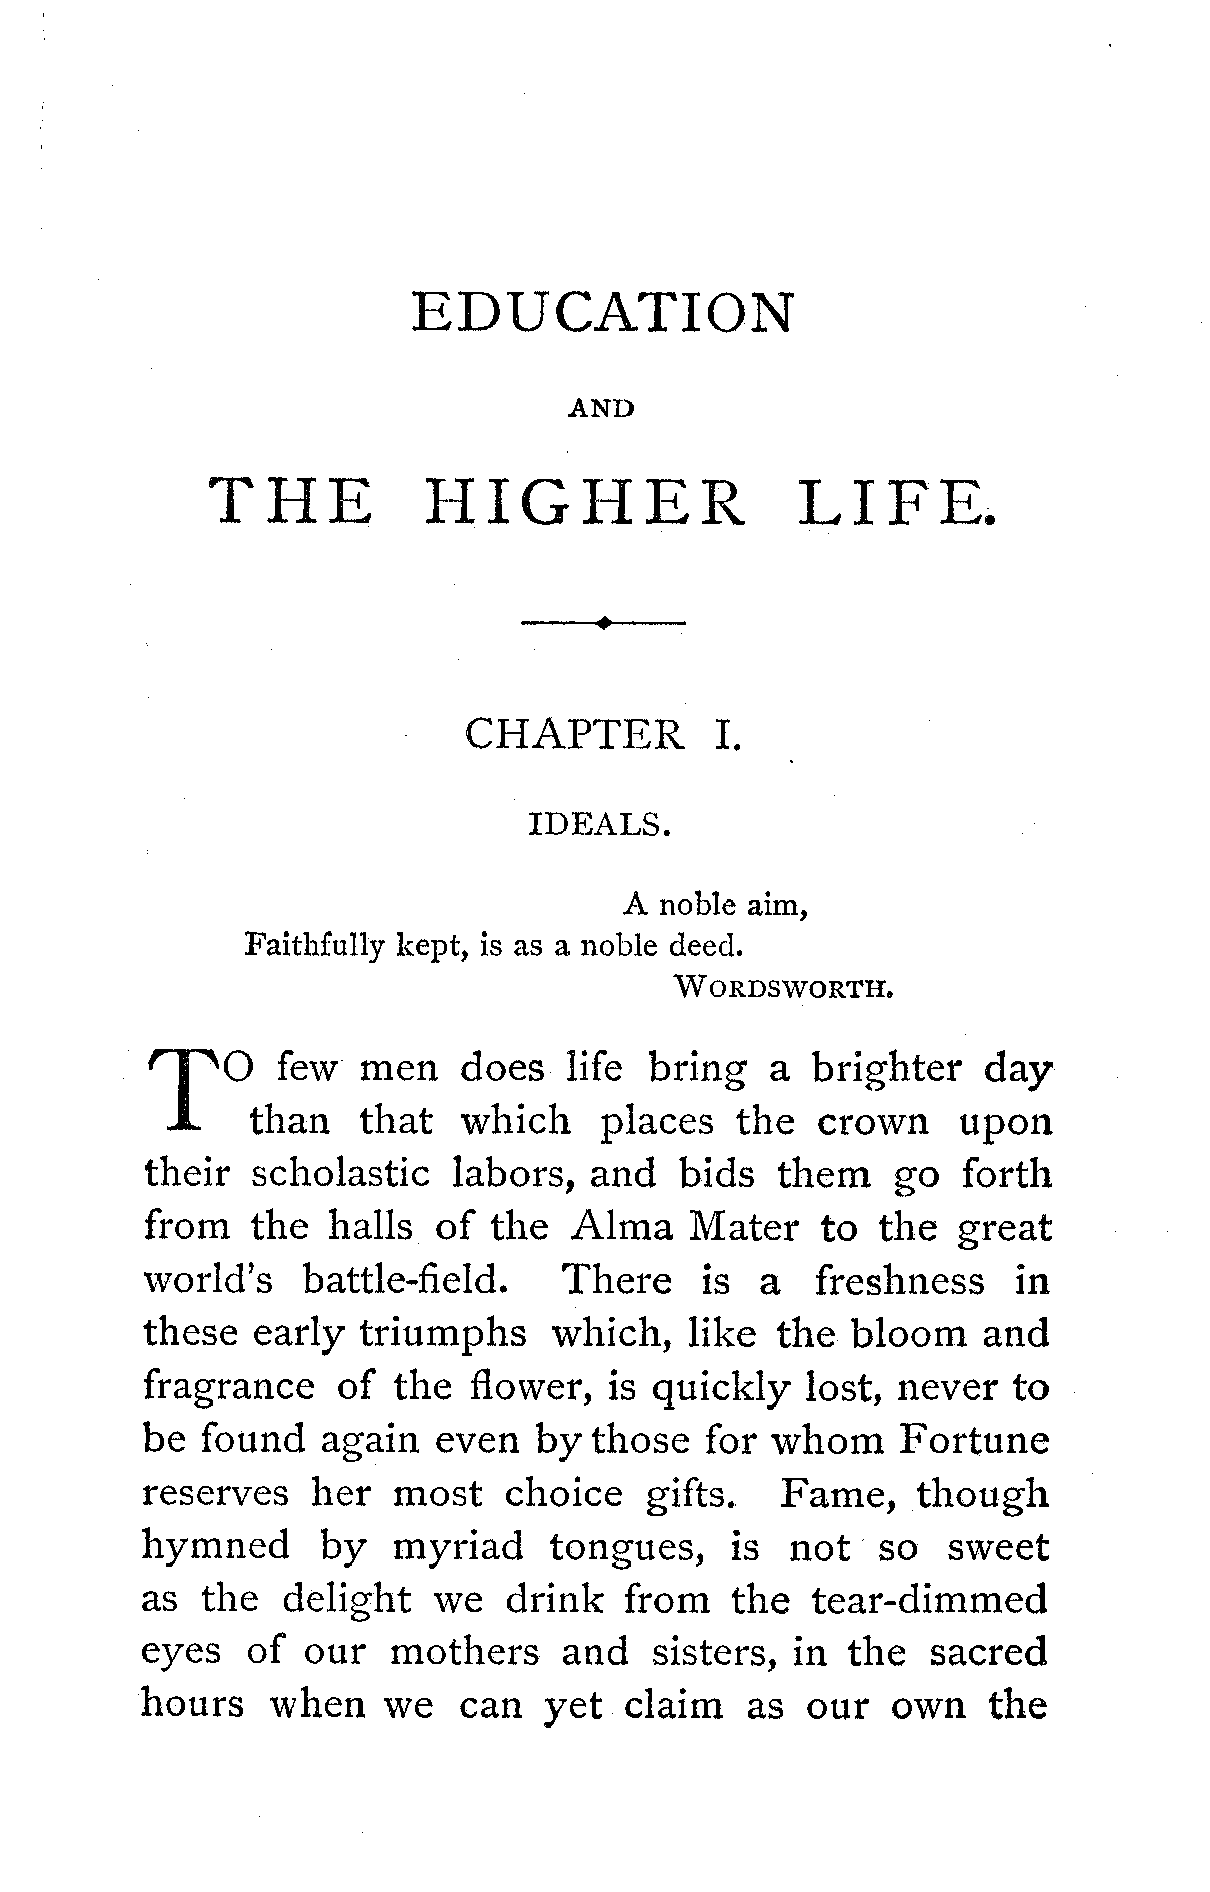 EDUCATION
AND
THE HIGHER LIFE.
CHAPTER I.
IDEALS.
A noble aim,
Faithfully kept, is as a noble deed.
WORDSWORTH.
TO few men does life bring a brighter day
than that which places the crown upon
their scholastic labors, and bids them go forth
from the halls of the Alma Mater to the great
world's battle-field. There is a freshness in
these early triumphs which, like the bloom and
fragrance of the flower, is quickly lost, never to
be found again even by those for whom Fortune
reserves her most choice gifts. Fame, though
hymned by myriad tongues, is not so sweet
as the delight we drink from the tear-dimmed
eyes of our mothers and sisters, in the sacred
hours when we can yet claim as our own the